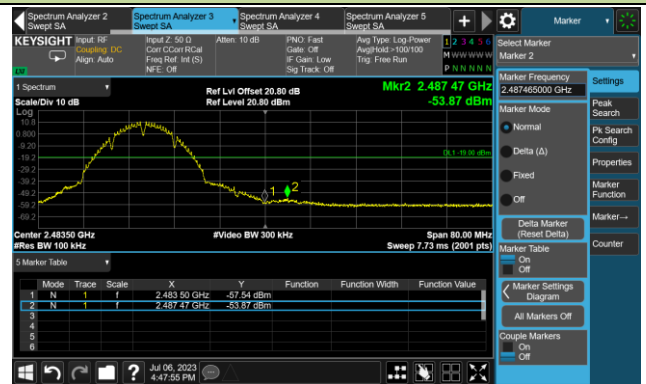 Spectrum Analyzer 2
Swept SA
Spectrum Analyzer 3
Swept SA
Spectrum Analyzer 4
Swept SA
Spectrum Analyzer 5
Swept SA
+
Marker
KEYSIGHT
Input: RF
Coupling: DC
Align: Auto
Input Z: 50 Ω
Corr CCorr RCal
Freq Ref: Int (S)
NFE: Off
Atten: 10 dB
PNO: Fast
Gate: Off
IF Gain: Low
Sig Track: Off
Avg Type: Log-Power
Avg|Hold:>100/100
Trig: Free Run
1 2 3 4 5 6
M W W W W W
P N N N N N
Select Marker
Marker 2
1 Spectrum
Scale/Div 10 dB
Log
Ref Lvl Offset 20.80 dB
Ref Level 20.80 dBm
Mkr2 2.487 47 GHz
-53.87 dBm
10.8
0.800
-9.20
-19.2
-29.2
-39.2
-49.2
-59.2
-69.2
DL1 -19.00 dBm
1
2
Center 2.48350 GHz
#Res BW 100 kHz
#Video BW 300 kHz
Span 80.00 MHz
Sweep 7.73 ms (2001 pts)
5 Marker Table
Mode Trace Scale X Y Function Function Width Function Value
1 N 1 f 2.483 50 GHz -57.54 dBm
2 N 1 f 2.487 47 GHz -53.87 dBm
3
4
5
6
Marker Frequency
2.487465000 GHz
Marker Mode
Normal
Delta (Δ)
Fixed
Off
Delta Marker
(Reset Delta)
Marker Table
On
Off
Marker Settings
Diagram
All Markers Off
Couple Markers
On
Off
Settings
Peak
Search
Pk Search
Config
Properties
Marker
Function
Marker→
Counter
?
Jul 06, 2023
4:47:55 PM